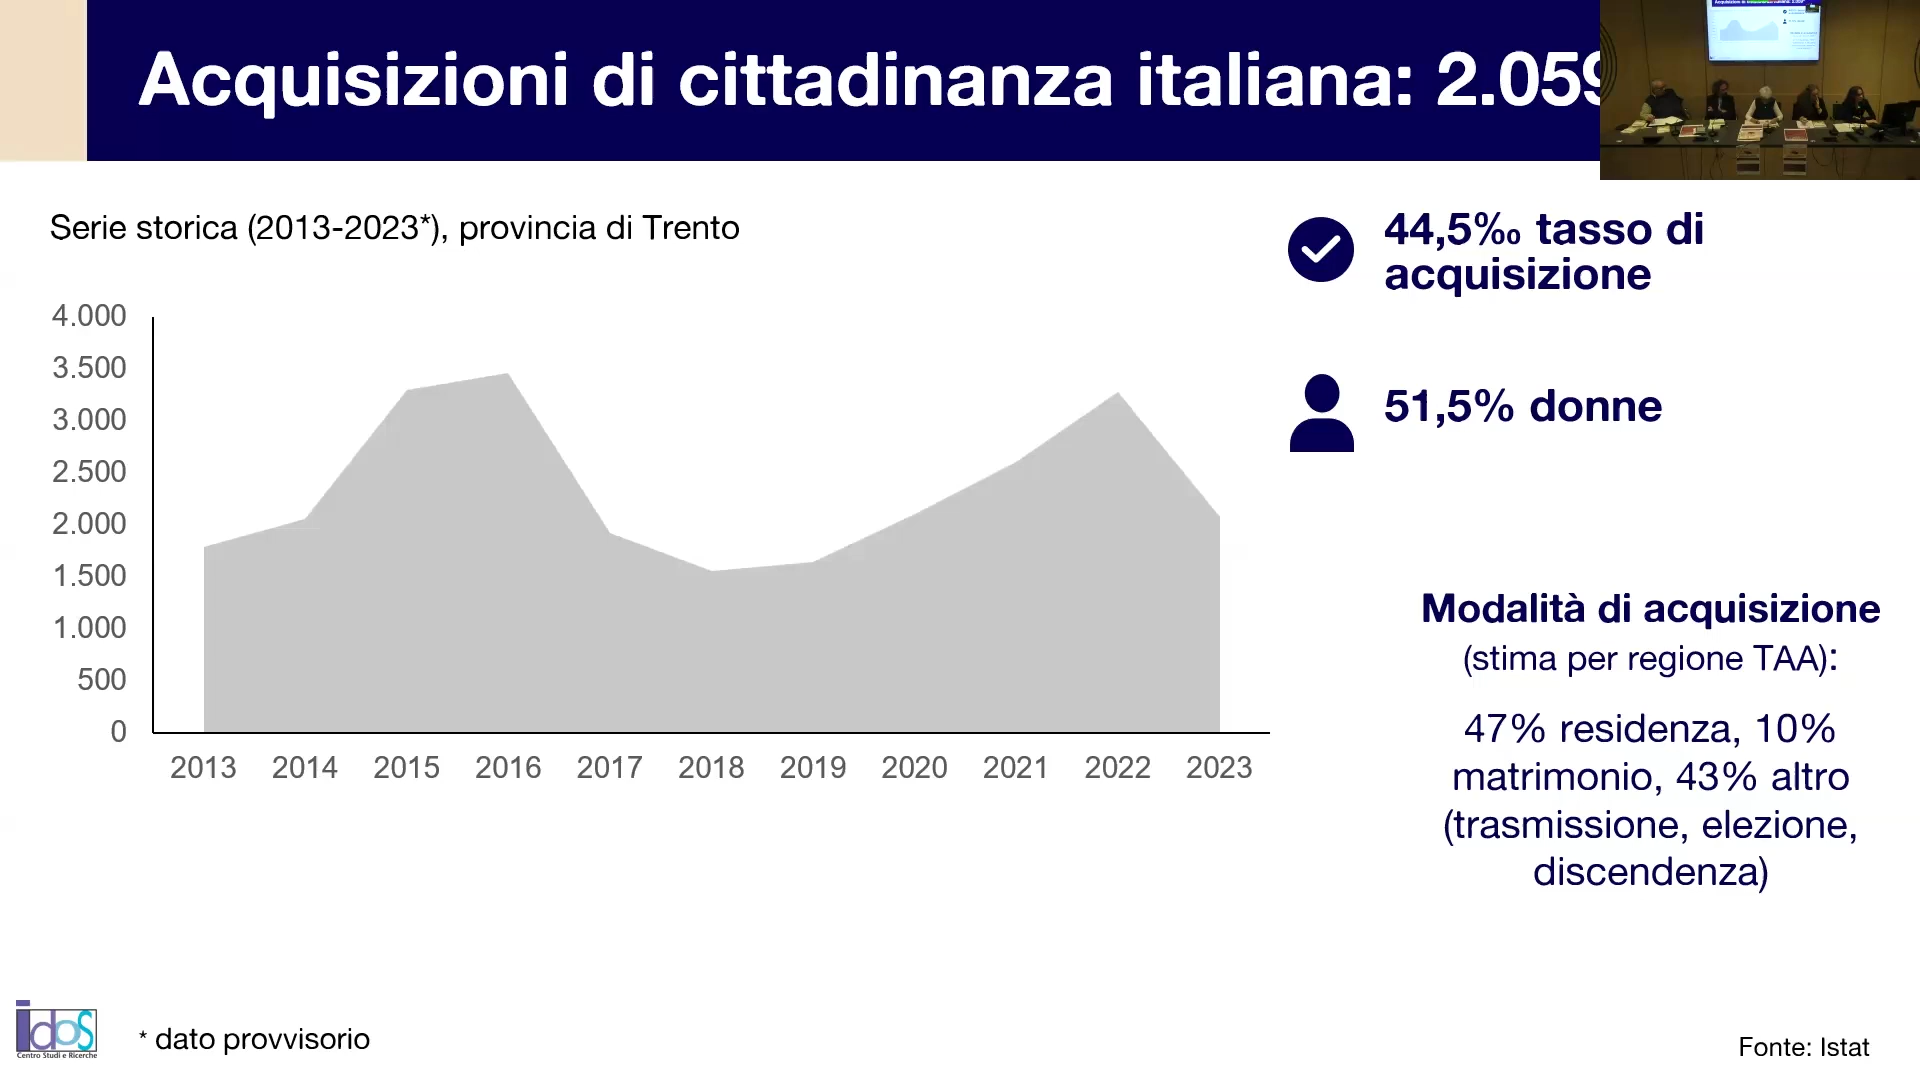 Acquisizioni di cittadinanza italiana: 2.059
Serie storica (2013-2023*), provincia di Trento
44,5‰ tasso di
acquisizione
51,5% donne
4.000
3.500
3.000
2.500
2.000
1.500
1.000
500
0
2013 2014 2015 2016 2017 2018 2019 2020 2021 2022 2023
Modalità di acquisizione
(stima per regione TAA):
47% residenza, 10%
matrimonio, 43% altro
(trasmissione, elezione,
discendenza)
idos
Centro Studi e Ricerche
* dato provvisorio
Fonte: Istat